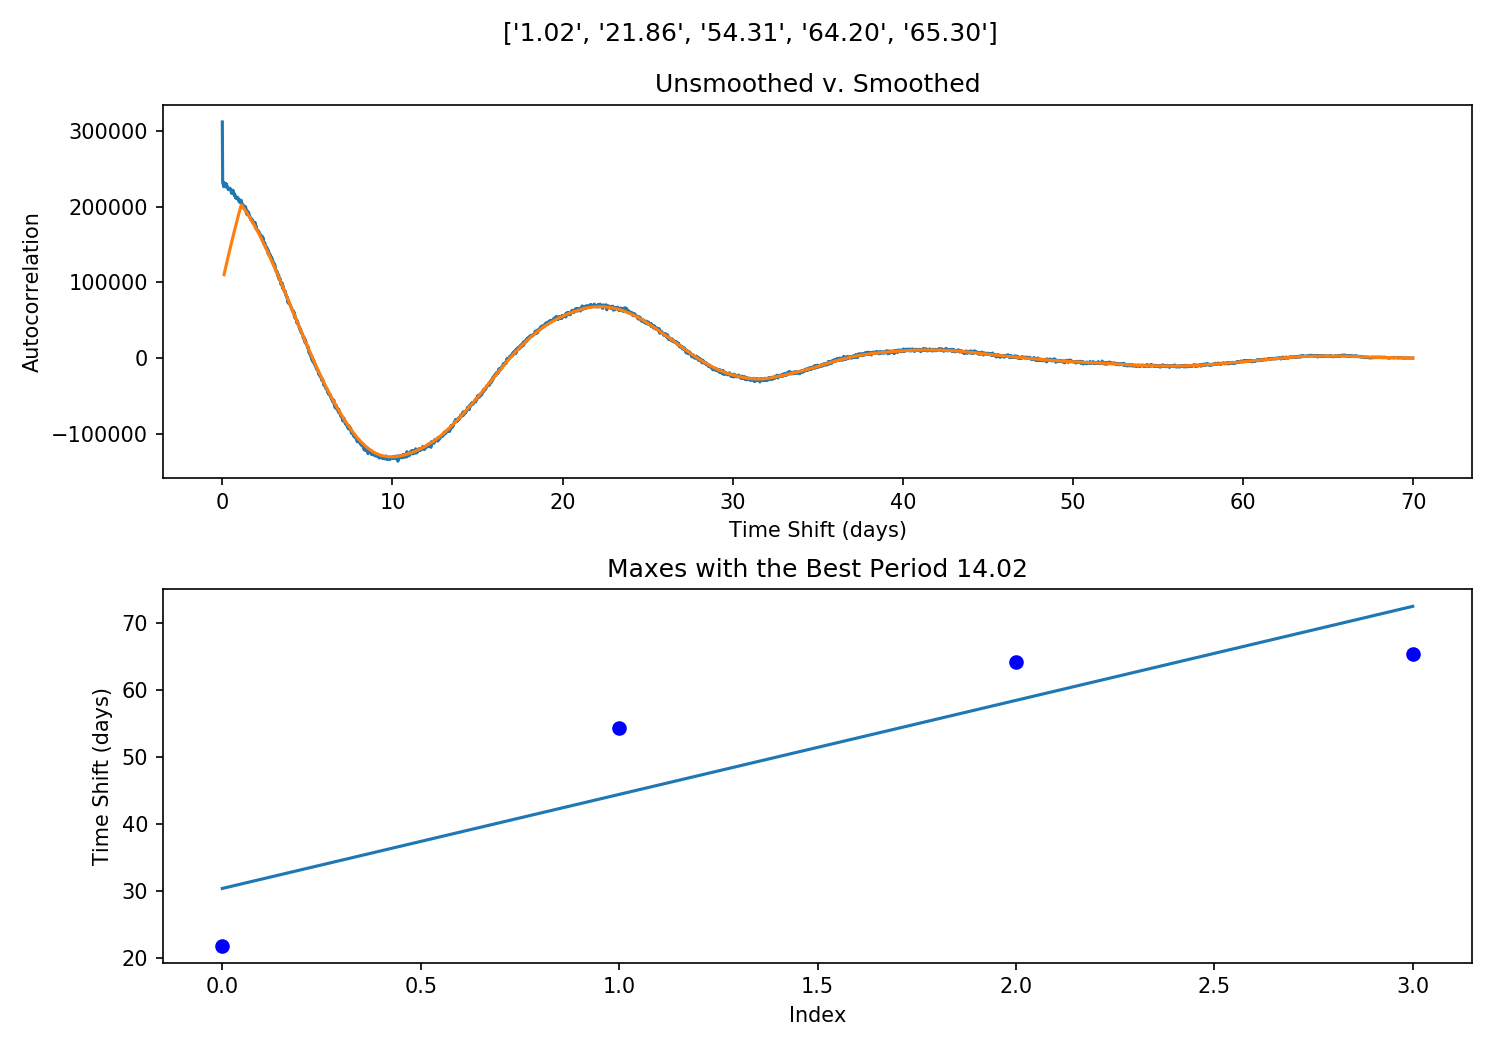 ['1.02', '21.86', '54.31', '64.20', '65.30']
Unsmoothed v. Smoothed
300000
200000
100000
0
−100000
Autocorrelation
0 10 20 30 40 50 60 70
Time Shift (days)
Maxes with the Best Period 14.02
70
60
50
40
30
20
Time Shift (days)
0.0 0.5 1.0 1.5 2.0 2.5 3.0
Index